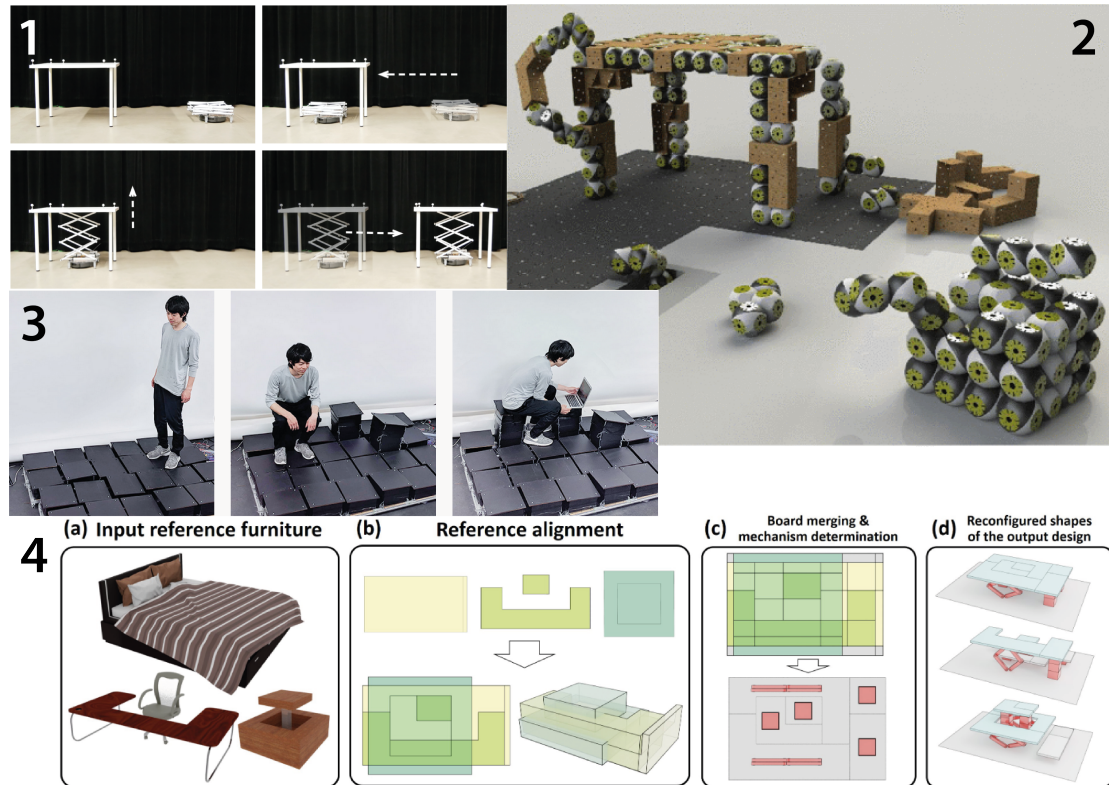 1
2
3
4
(a) Input reference furniture
(b) Reference alignment
(c) Board merging &
mechanism determination
(d) Reconfigured shapes
of the output design